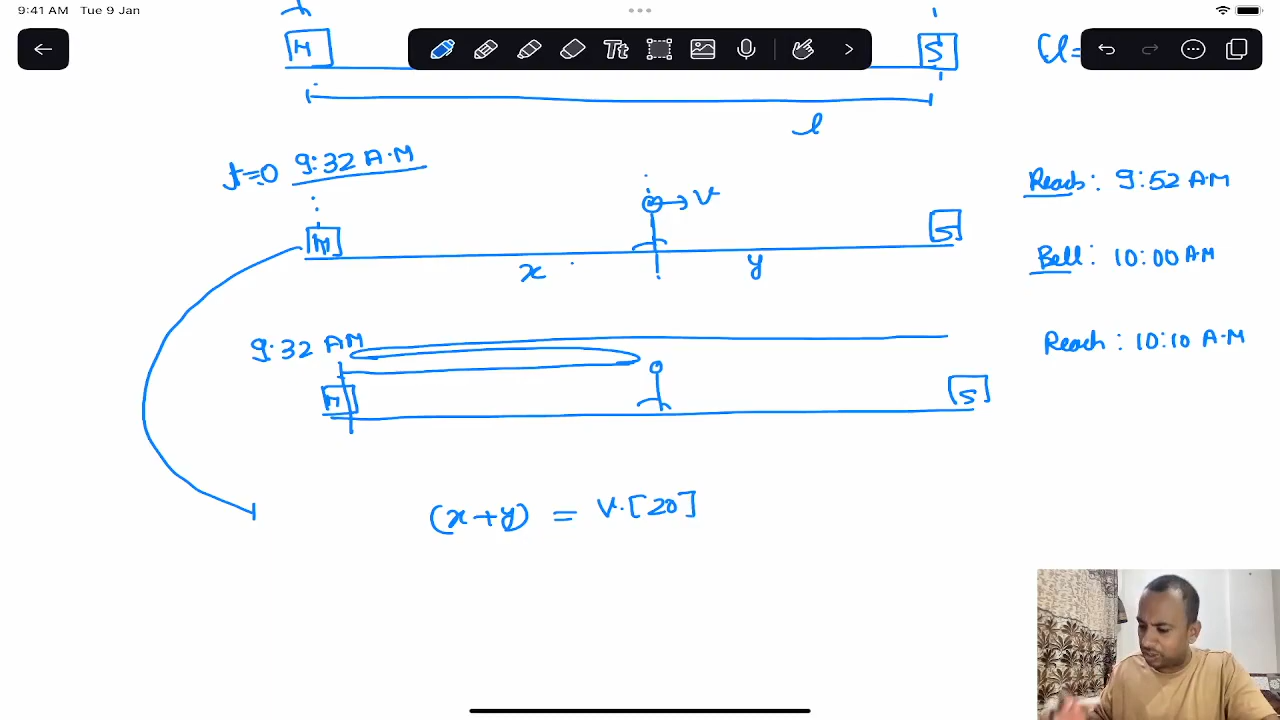 9:41 AM Tue 9 Jan
Tt
H
S
l
t=0 9:32 A.M
v
Reach: 9:52 A.M
H
S
x
y
Bell: 10:00 AM
9:32 AM
Reach: 10:10 A.M
H
S
(x+y) = v.[20]